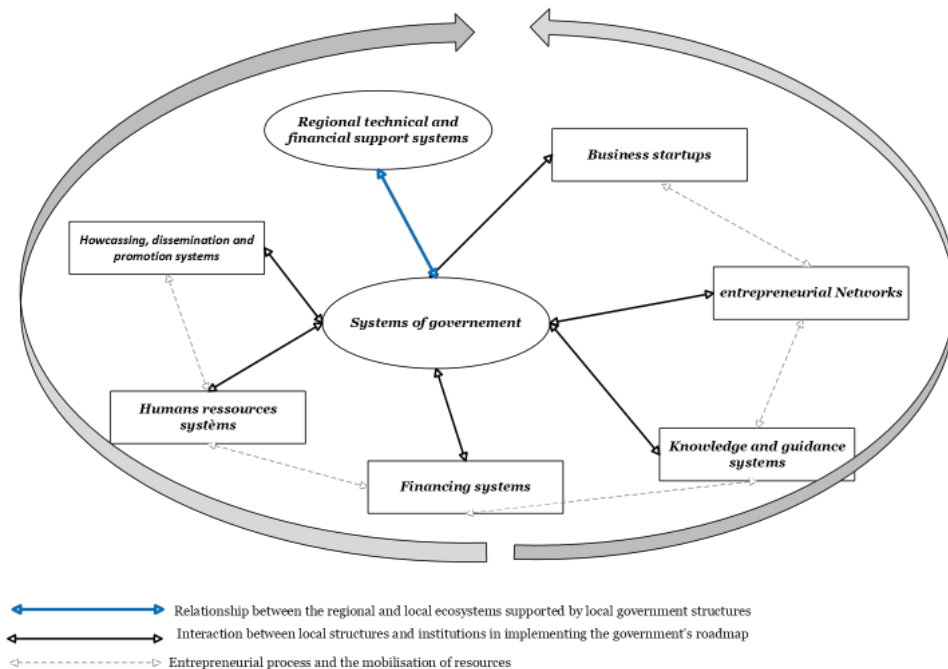 Regional technical and
financial support systems
Business startups
Howcassing, dissemination and
promotion systems
entrepreneurial Networks
Systems of governement
Humans ressources
systèms
Knowledge and guidance
systems
Financing systems
Relationship between the regional and local ecosystems supported by local government structures
Interaction between local structures and institutions in implementing the government's roadmap
Entrepreneurial process and the mobilisation of resources